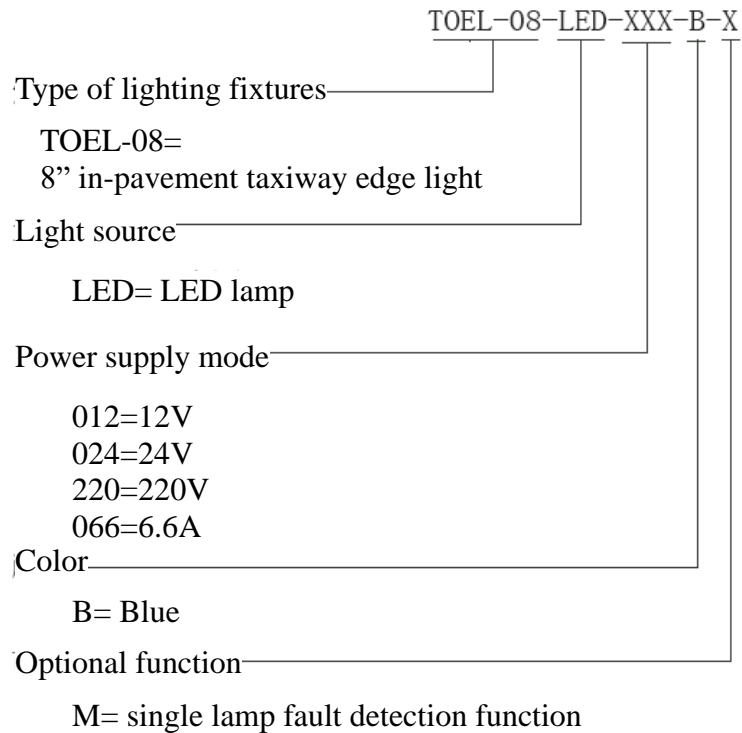 TOEL-08-LED-XXX-B-X
Type of lighting fixtures
TOEL-08=
8” in-pavement taxiway edge light
Light source
LED= LED lamp
Power supply mode
012=12V
024=24V
220=220V
066=6.6A
Color
B= Blue
Optional function
M= single lamp fault detection function